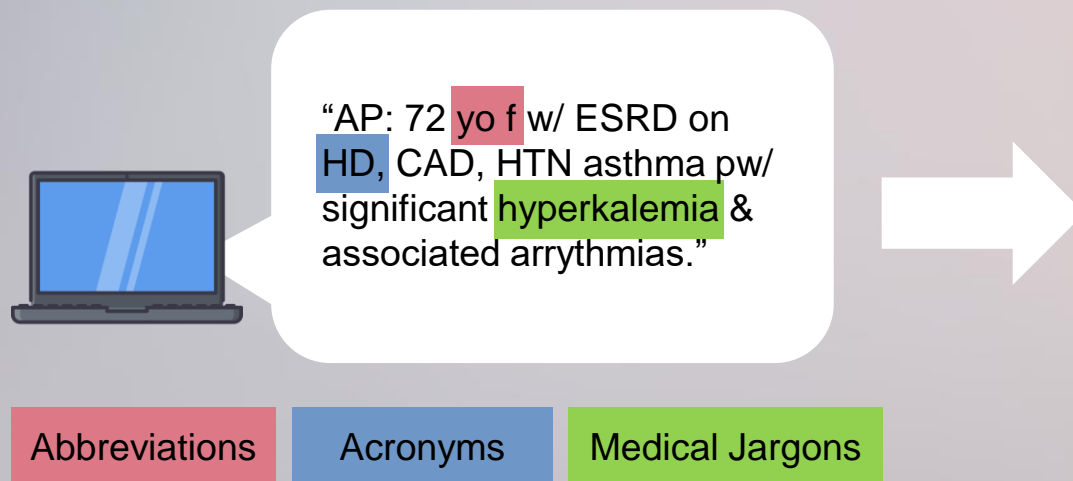 “AP: 72 yo f w/ ESRD on
HD, CAD, HTN asthma pw/
significant hyperkalemia &
associated arrythmias.”
Abbreviations Acronyms Medical Jargons